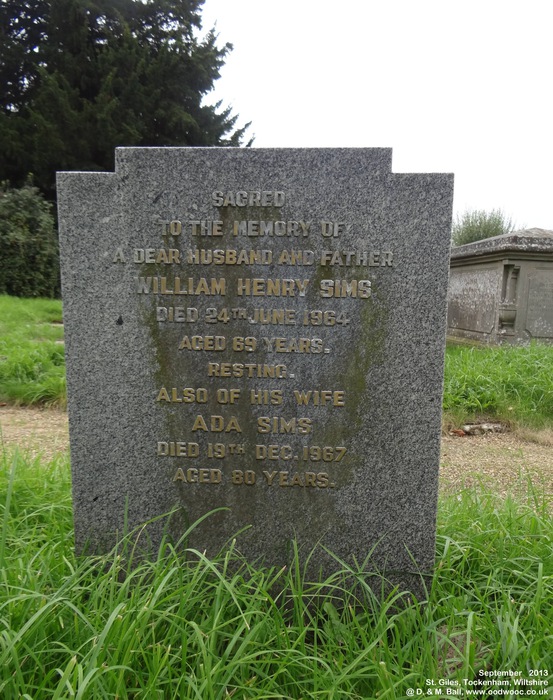 SACRED
TO THE MEMORY OF
A DEAR HUSBAND AND FATHER
WILLIAM HENRY SIMS
DIED 24TH JUNE 1964
AGED 69 YEARS.
RESTING.
ALSO OF HIS WIFE
ADA SIMS
DIED 19TH DEC. 1967
AGED 80 YEARS.
September 2013
St. Giles, Tockenham, Wiltshire
@ D. & M. Ball, www.oodwooc.co.uk